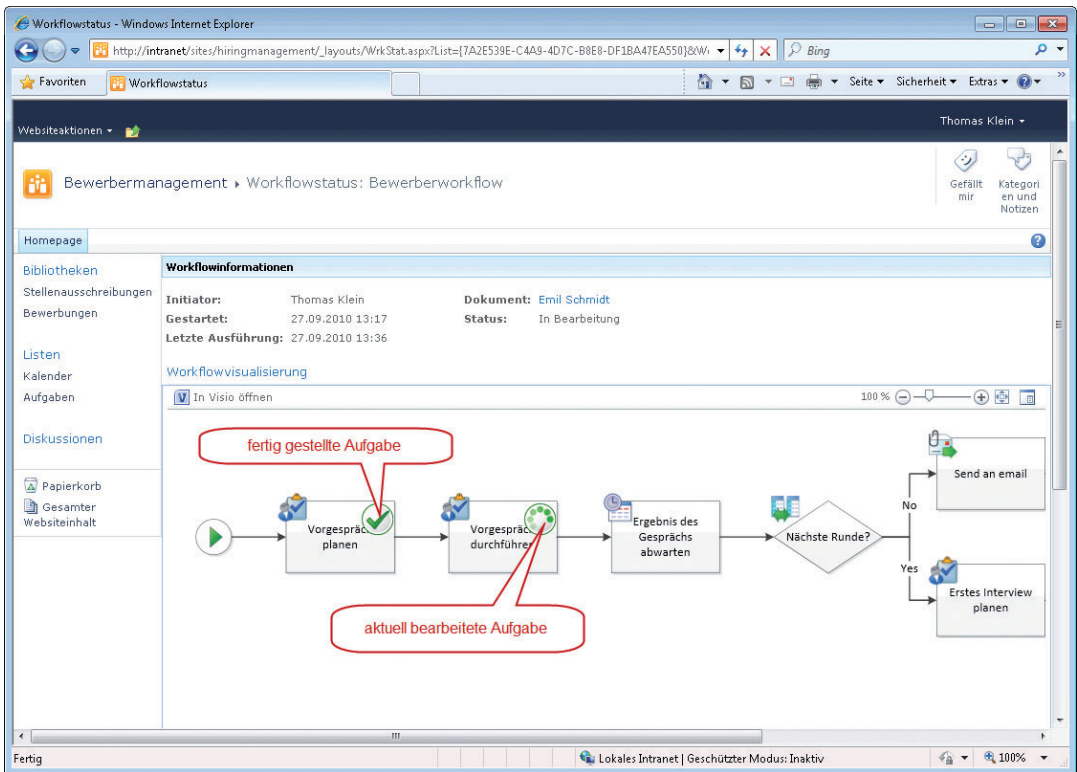 Workflowstatus - Windows Internet Explorer
http://intranet/sites/hiringmanagement/_layouts/WrkStat.aspx?List={7A2E539E-C4A9-4D7C-B8E8-DF1BA47EA550}&W
Bing
Favoriten
Workflowstatus
Seite
Sicherheit
Extras
Websiteaktionen
Thomas Klein
Bewerbermanagement
Workflowstatus: Bewerberworkflow
Gefällt
mir
Kategori
en und
Notizen
Homepage
Bibliotheken
Stellenausschreibungen
Bewerbungen
Listen
Kalender
Aufgaben
Diskussionen
Papierkorb
Gesamter
Websiteinhalt
Workflowinformationen
Initiator: Thomas Klein Dokument: Emil Schmidt
Gestartet: 27.09.2010 13:17 Status: In Bearbeitung
Letzte Ausführung: 27.09.2010 13:36
Workflowvisualisierung
In Visio öffnen
100 %
fertig gestellte Aufgabe
Vorgespräc
planen
Vorgespräc
durchführe
Ergebnis des
Gesprächs
abwarten
Nächste Runde?
No
Send an email
Yes
Erstes Interview
planen
aktuell bearbeitete Aufgabe
Fertig
Lokales Intranet | Geschützter Modus: Inaktiv
100%